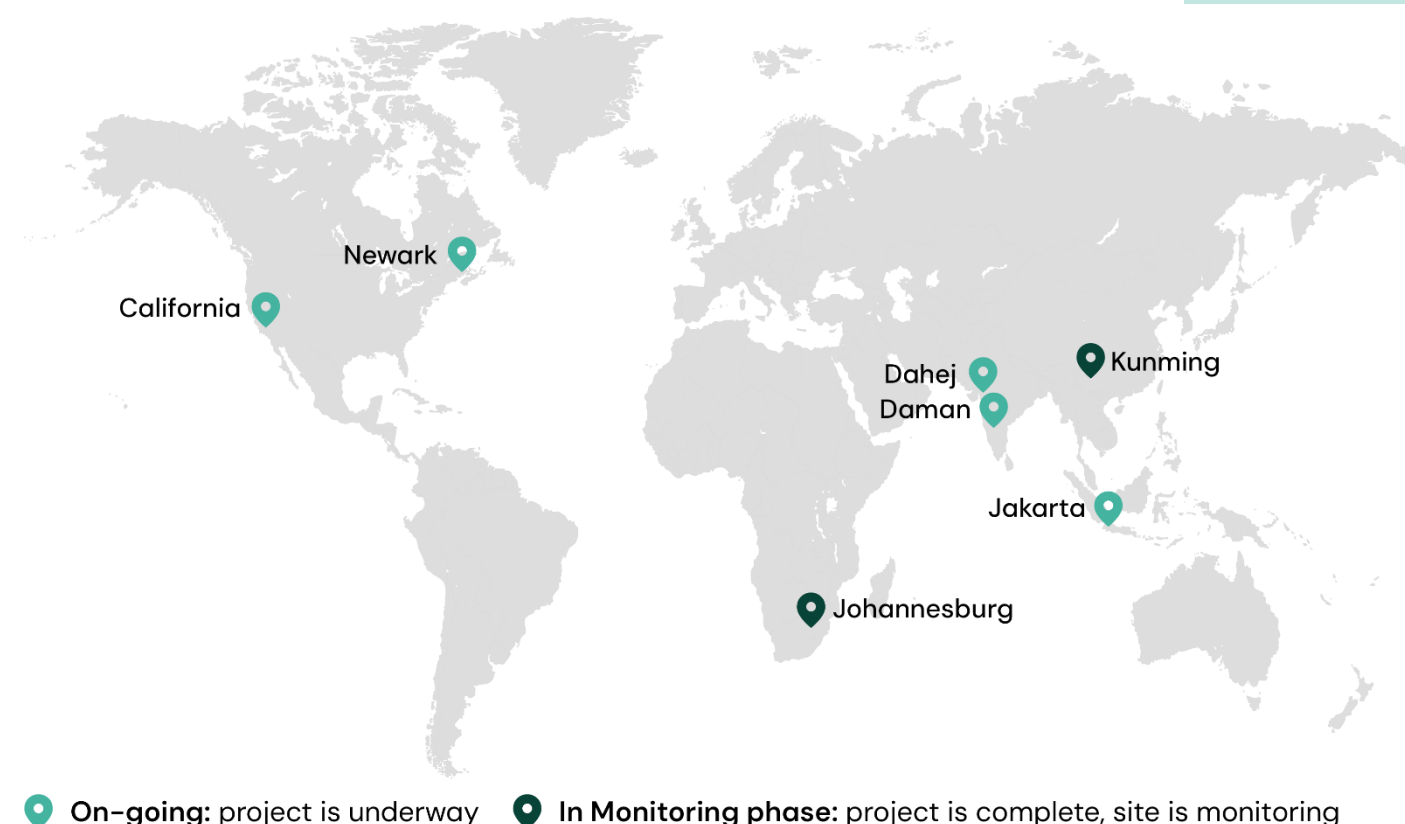 Newark
California
Kunming
Dahej
Daman
Jakarta
Johannesburg
On-going: project is underway
In Monitoring phase: project is complete, site is monitoring